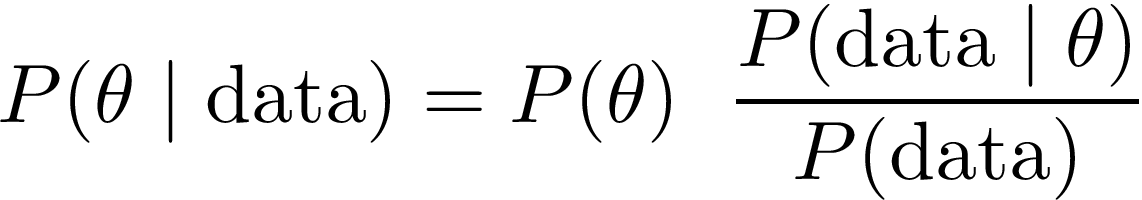 P(θ | data) = P(θ) P(data | θ) / P(data)